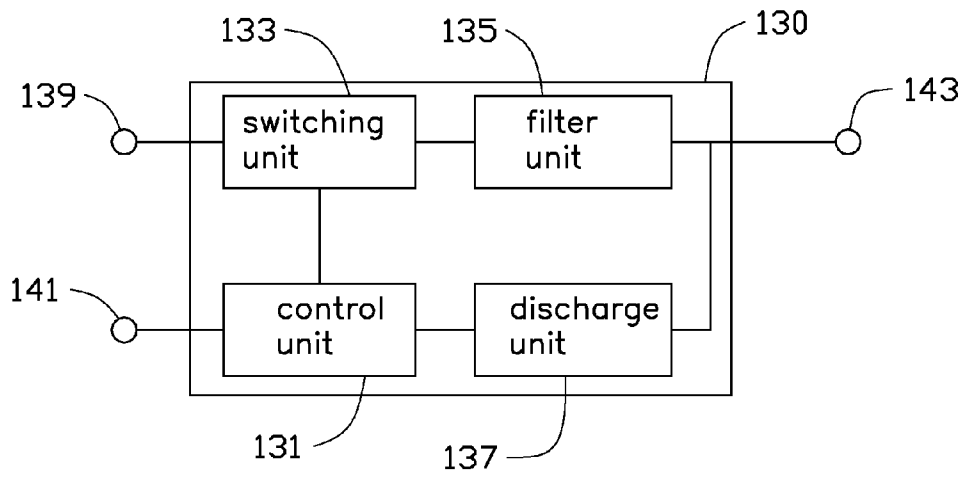 133
135
130
139
143
switching
unit
filter
unit
141
control
unit
discharge
unit
131
137